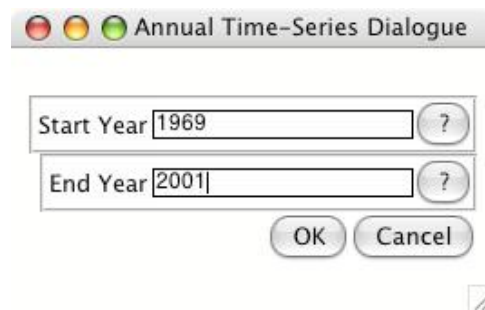 Annual Time-Series Dialogue
Start Year 1969 ?
End Year 2001 ?
OK Cancel